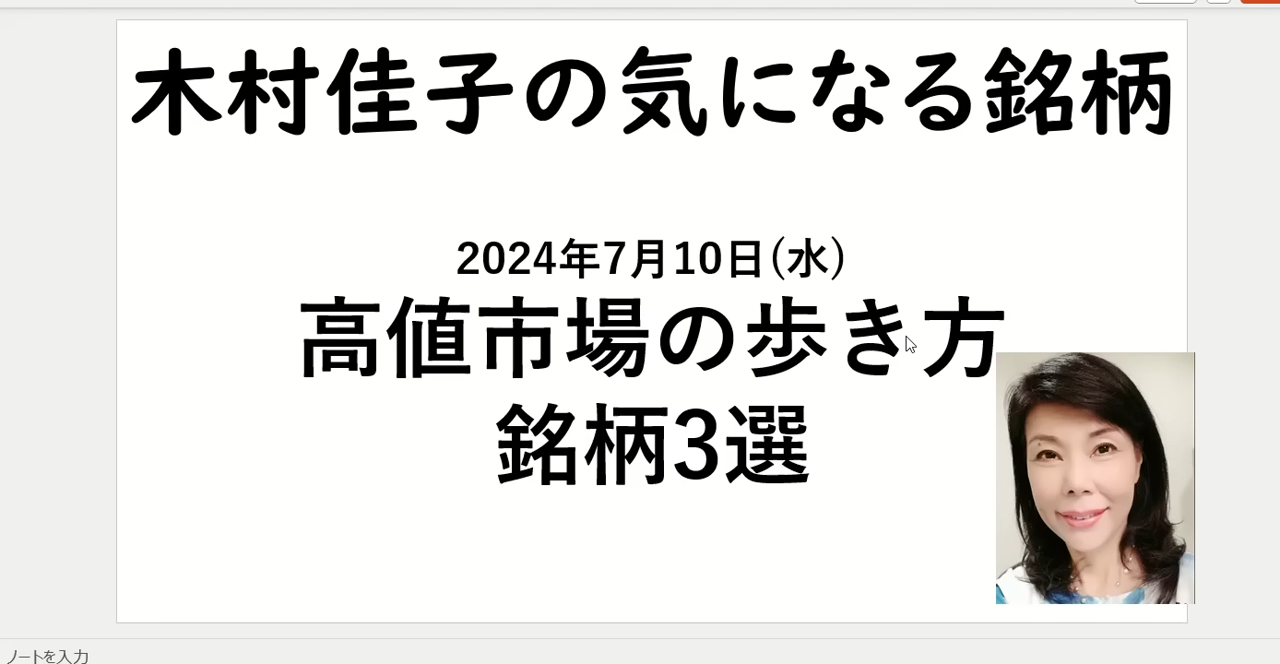 木村佳子の気になる銘柄
2024年7月10日(水)
高値市場の歩き方
銘柄3選
ノートを入力